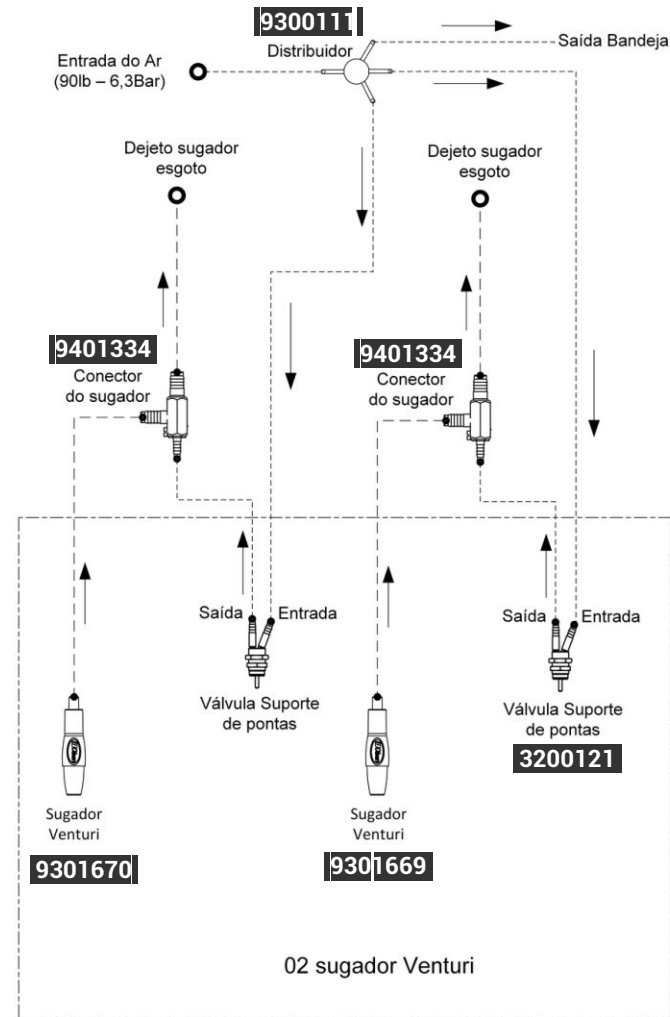 9300111
Distribuidor
Saída Bandeja
Entrada do Ar
(90lb – 6,3Bar)
Dejeto sugador
esgoto
Dejeto sugador
esgoto
9401334
Conector
do sugador
9401334
Conector
do sugador
Saída
Entrada
Válvula Suporte
de pontas
Saída
Entrada
Válvula Suporte
de pontas
3200121
Sugador
Venturi
9301670
Sugador
Venturi
9301669
02 sugador Venturi